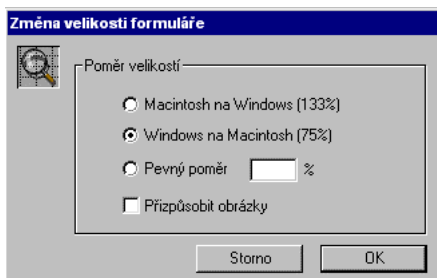 Změna velikosti formuláře
Poměr velikostí
Macintosh na Windows (133%)
Windows na Macintosh (75%)
Pevný poměr %
Přizpůsobit obrázky
Storno OK